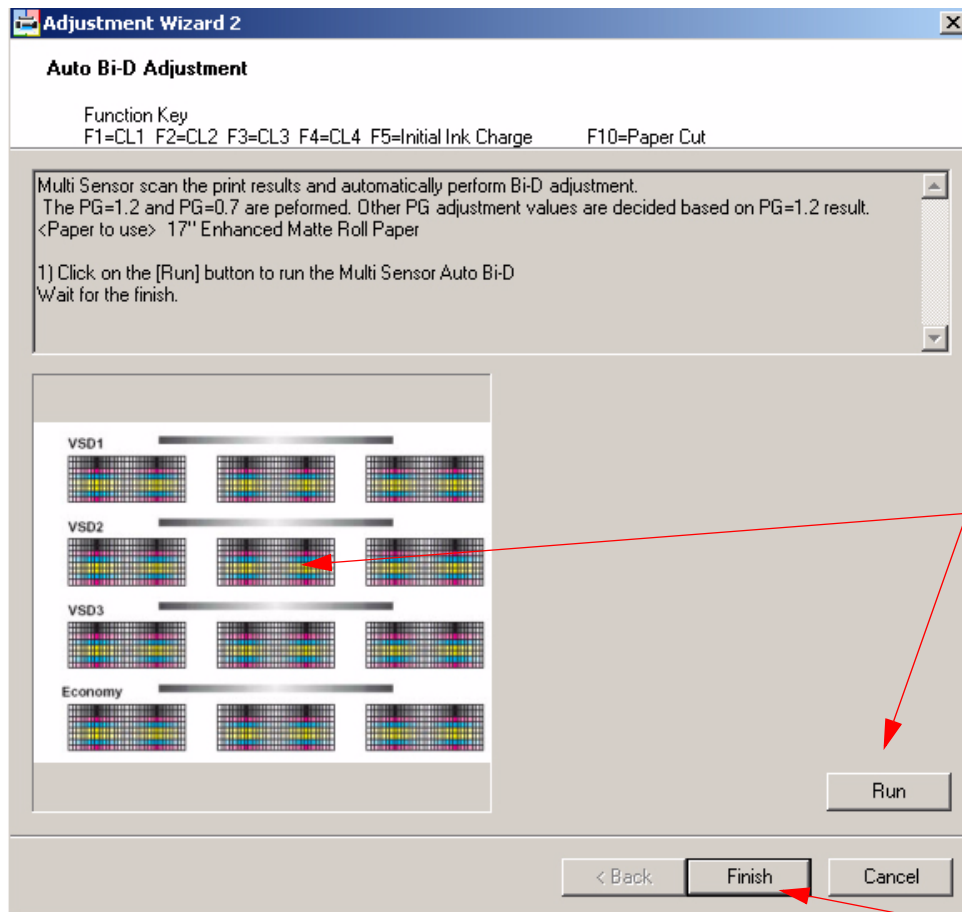 Adjustment Wizard 2
Auto Bi-D Adjustment
Function Key
F1=CL1 F2=CL2 F3=CL3 F4=CL4 F5=Initial Ink Charge F10=Paper Cut
Multi Sensor scan the print results and automatically perform Bi-D adjustment.
The PG=1.2 and PG=0.7 are peformed. Other PG adjustment values are decided based on PG=1.2 result.
<Paper to use> 17" Enhanced Matte Roll Paper
1) Click on the [Run] button to run the Multi Sensor Auto Bi-D
Wait for the finish.
VSD1
VSD2
VSD3
Economy
Run
< Back Finish Cancel